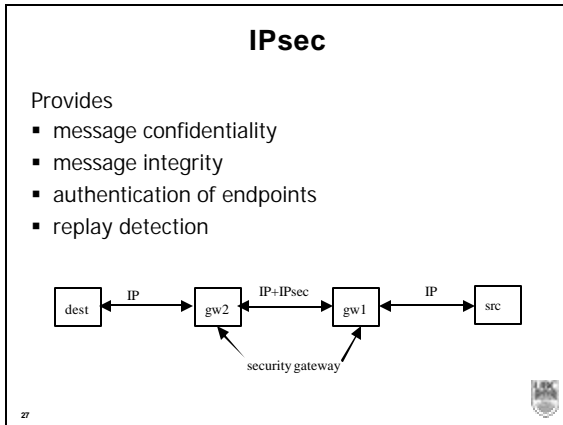 IPsec
Provides
▪ message confidentiality
▪ message integrity
▪ authentication of endpoints
▪ replay detection
dest
IP
gw2
IP+IPsec
gw1
IP
src
security gateway
27
UBC